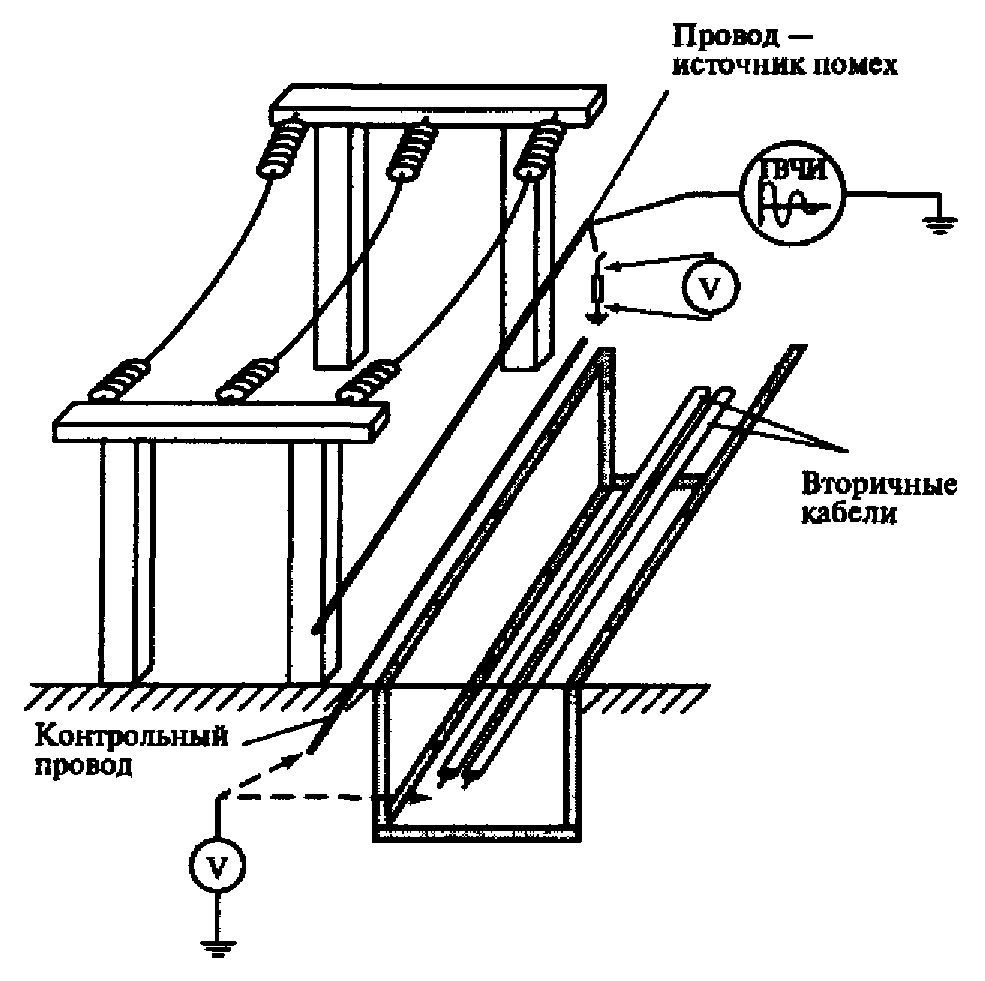 Провод —
источник помех
ГВЧИ
V
Вторичные
кабели
Контрольный
провод
V